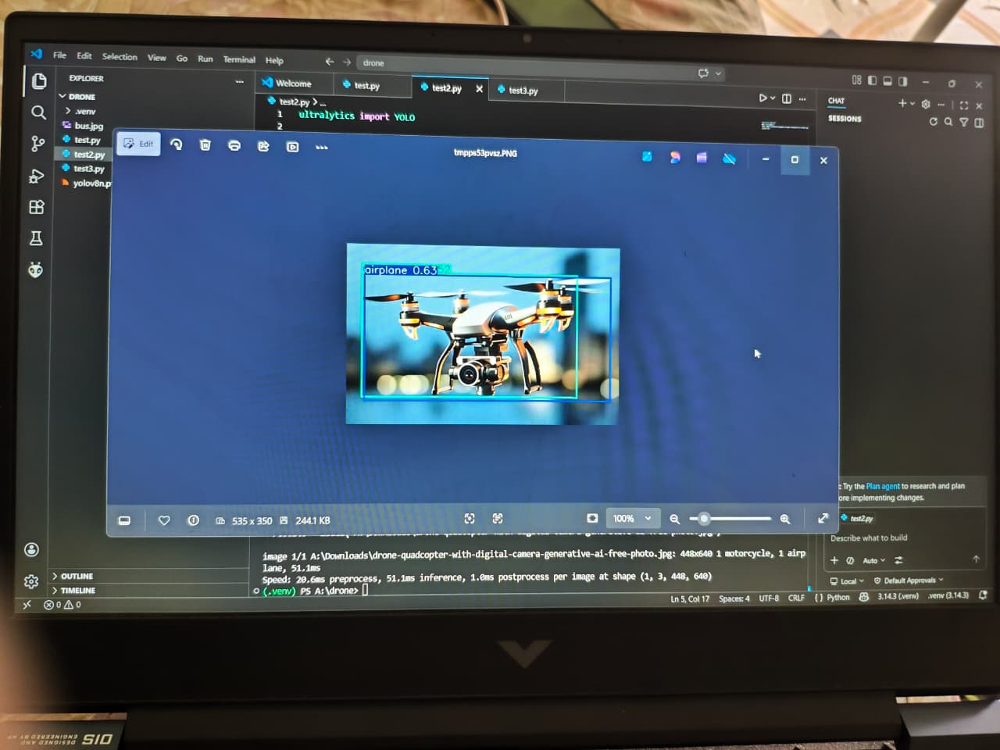 File Edit Selection View Go Run Terminal Help
drone
EXPLORER
DRONE
.venv
bus.jpg
test.py
test2.py
test3.py
yolov8n.p
Welcome
test.py
test2.py
test3.py
test2.py > ...
1 ultralytics import YOLO
2
CHAT
SESSIONS
Edit
tmpps53pvsz.PNG
airplane 0.63 52
535 x 350 244.1 KB
100%
: Try the Plan agent to research and plan
ore implementing changes.
test2.py
Describe what to build
Auto
Local Default Approvals
image 1/1 A:\Downloads\drone-quadcopter-with-digital-camera-generative-ai-free-photo.jpg: 448x640 1 motorcycle, 1 airp
lane, 51.1ms
Speed: 20.6ms preprocess, 51.1ms inference, 1.0ms postprocess per image at shape (1, 3, 448, 640)
(.venv) PS A:\drone>
OUTLINE
TIMELINE
0 0
Ln 5, Col 17 Spaces: 4 UTF-8 CRLF { } Python 3.14.3 (.venv) .venv (3.14.3)
DESIGNED AND
ENGINEERED BY HP